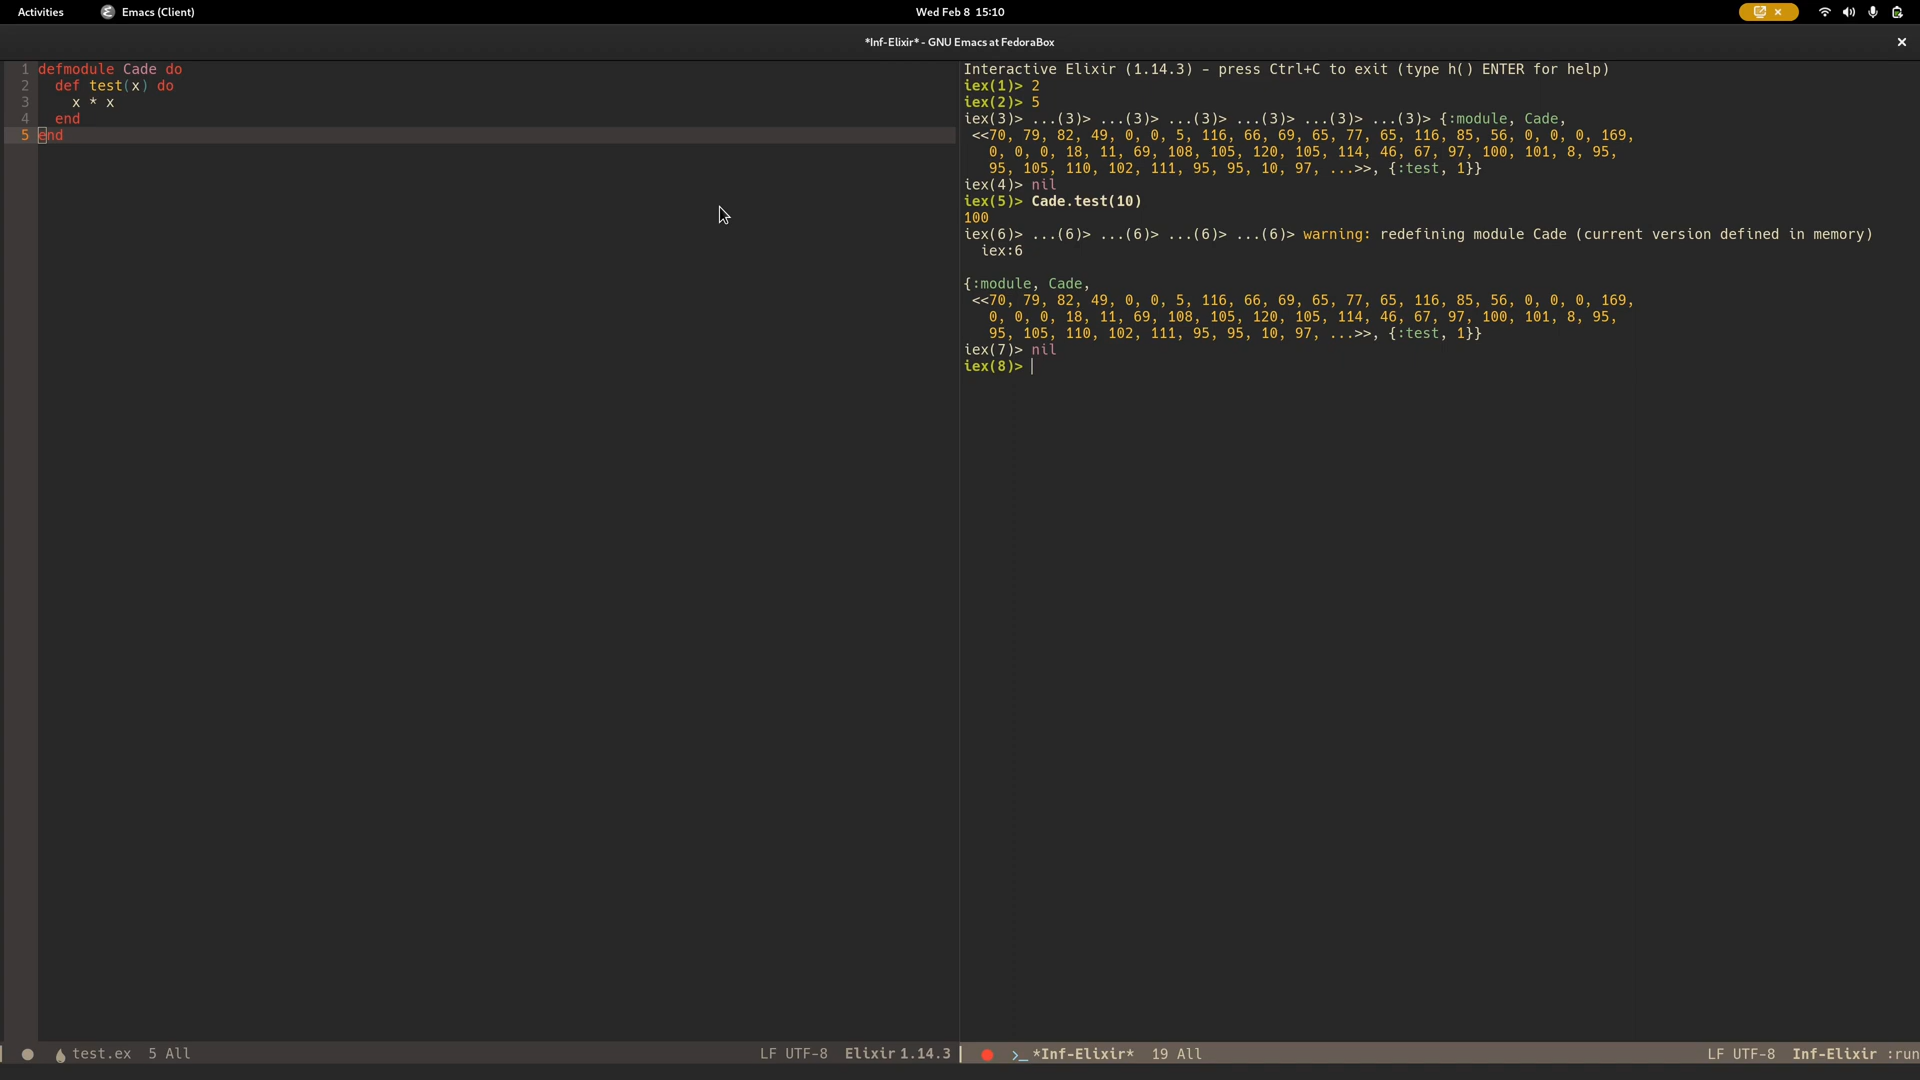 Activities
Emacs (Client)
Wed Feb 8 15:10
*Inf-Elixir* - GNU Emacs at FedoraBox
1 defmodule Cade do
2   def test(x) do
3     x * x
4   end
5 end
Interactive Elixir (1.14.3) - press Ctrl+C to exit (type h() ENTER for help)
iex(1)> 2
iex(2)> 5
iex(3)> ...(3)> ...(3)> ...(3)> ...(3)> ...(3)> ...(3)> {:module, Cade,
 <<70, 79, 82, 49, 0, 0, 5, 116, 66, 69, 65, 77, 65, 116, 85, 56, 0, 0, 0, 169,
   0, 0, 0, 18, 11, 69, 108, 105, 120, 105, 114, 46, 67, 97, 100, 101, 8, 95,
   95, 105, 110, 102, 111, 95, 95, 10, 97, ...>>, {:test, 1}}
iex(4)> nil
iex(5)> Cade.test(10)
100
iex(6)> ...(6)> ...(6)> ...(6)> ...(6)> warning: redefining module Cade (current version defined in memory)
  iex:6
{:module, Cade,
 <<70, 79, 82, 49, 0, 0, 5, 116, 66, 69, 65, 77, 65, 116, 85, 56, 0, 0, 0, 169,
   0, 0, 0, 18, 11, 69, 108, 105, 120, 105, 114, 46, 67, 97, 100, 101, 8, 95,
   95, 105, 110, 102, 111, 95, 95, 10, 97, ...>>, {:test, 1}}
iex(7)> nil
iex(8)>
test.ex 5 All LF UTF-8 Elixir 1.14.3
*Inf-Elixir* 19 All LF UTF-8 Inf-Elixir :run